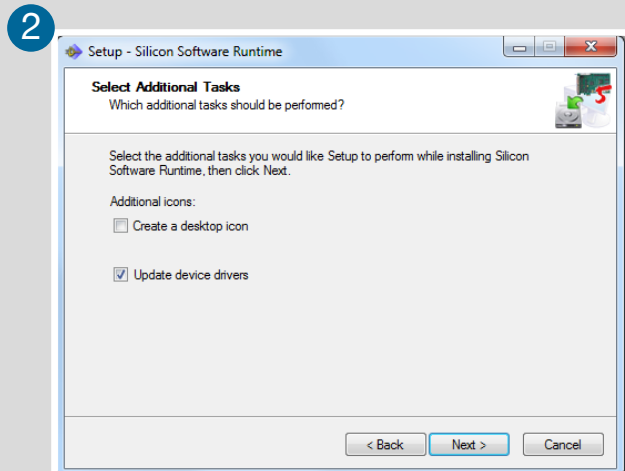 2
Setup - Silicon Software Runtime
Select Additional Tasks
Which additional tasks should be performed?
Select the additional tasks you would like Setup to perform while installing Silicon
Software Runtime, then click Next.
Additional icons:
Create a desktop icon
Update device drivers
< Back Next > Cancel